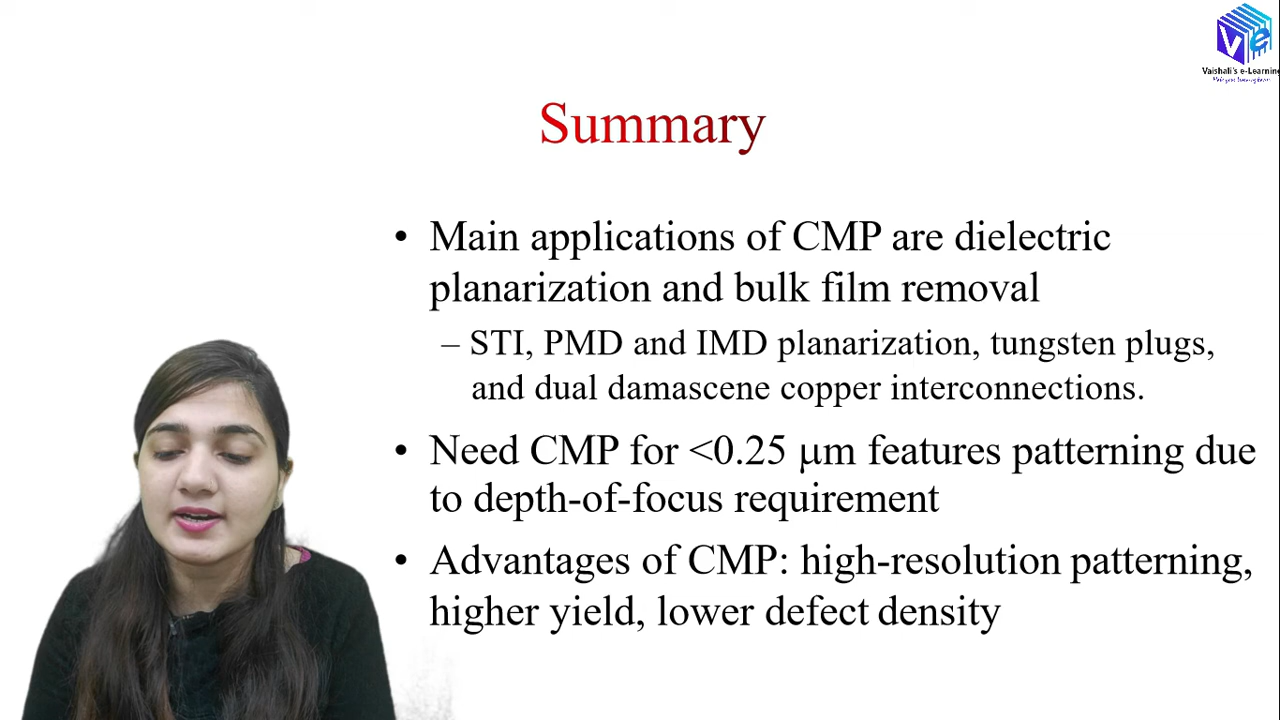 Ve
Vaishali's e-Learning
Summary
• Main applications of CMP are dielectric
planarization and bulk film removal
– STI, PMD and IMD planarization, tungsten plugs,
and dual damascene copper interconnections.
• Need CMP for <0.25 μm features patterning due
to depth-of-focus requirement
• Advantages of CMP: high-resolution patterning,
higher yield, lower defect density